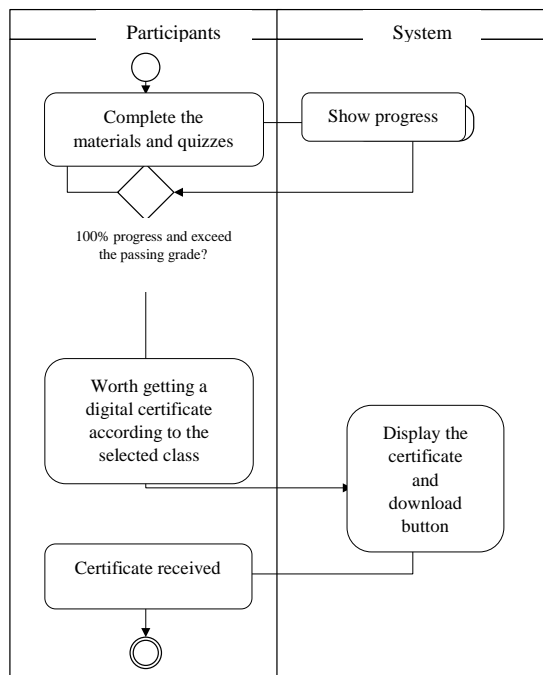 Participants
System
Complete the
materials and quizzes
Show progress
100% progress and exceed
the passing grade?
Worth getting a
digital certificate
according to the
selected class
Display the
certificate
and
download
button
Certificate received